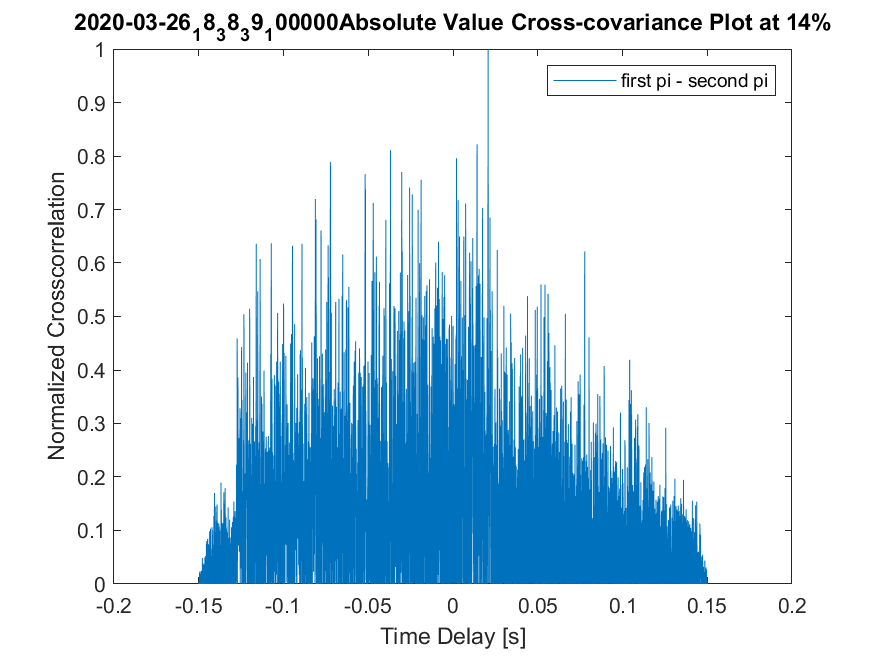 2020-03-26₁8₃8₃9₁00000Absolute Value Cross-covariance Plot at 14%
first pi - second pi
Normalized Crosscorrelation
1
0.9
0.8
0.7
0.6
0.5
0.4
0.3
0.2
0.1
0
-0.2 -0.15 -0.1 -0.05 0 0.05 0.1 0.15 0.2
Time Delay [s]